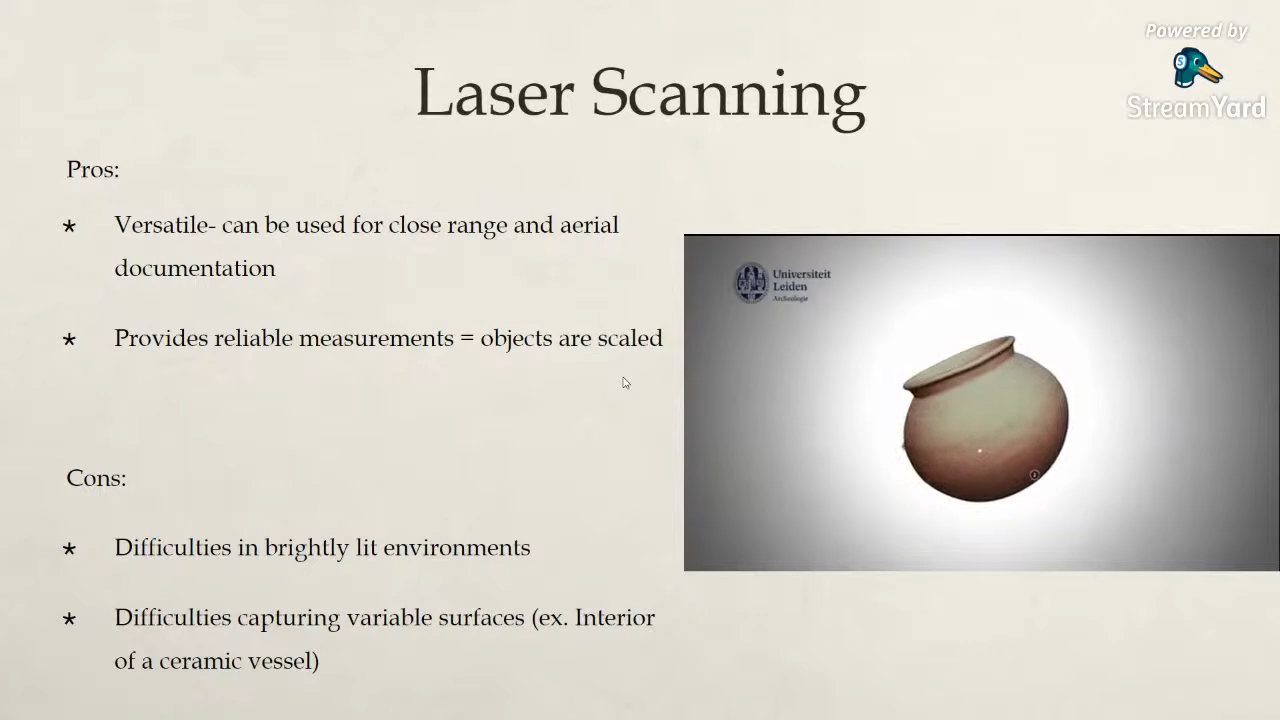 Powered by
StreamYard
Laser Scanning
Pros:
* Versatile- can be used for close range and aerial
documentation
* Provides reliable measurements = objects are scaled
Universiteit
Leiden
Archeologie
Cons:
* Difficulties in brightly lit environments
* Difficulties capturing variable surfaces (ex. Interior
of a ceramic vessel)